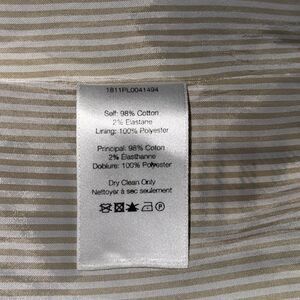 1811PL0041494
Self: 98% Cotton
2% Elastane
Lining: 100% Polyester
Principal: 98% Coton
2% Elasthanne
Doblure: 100% Polyester
Dry Clean Only
Nettoyer à sec seulement